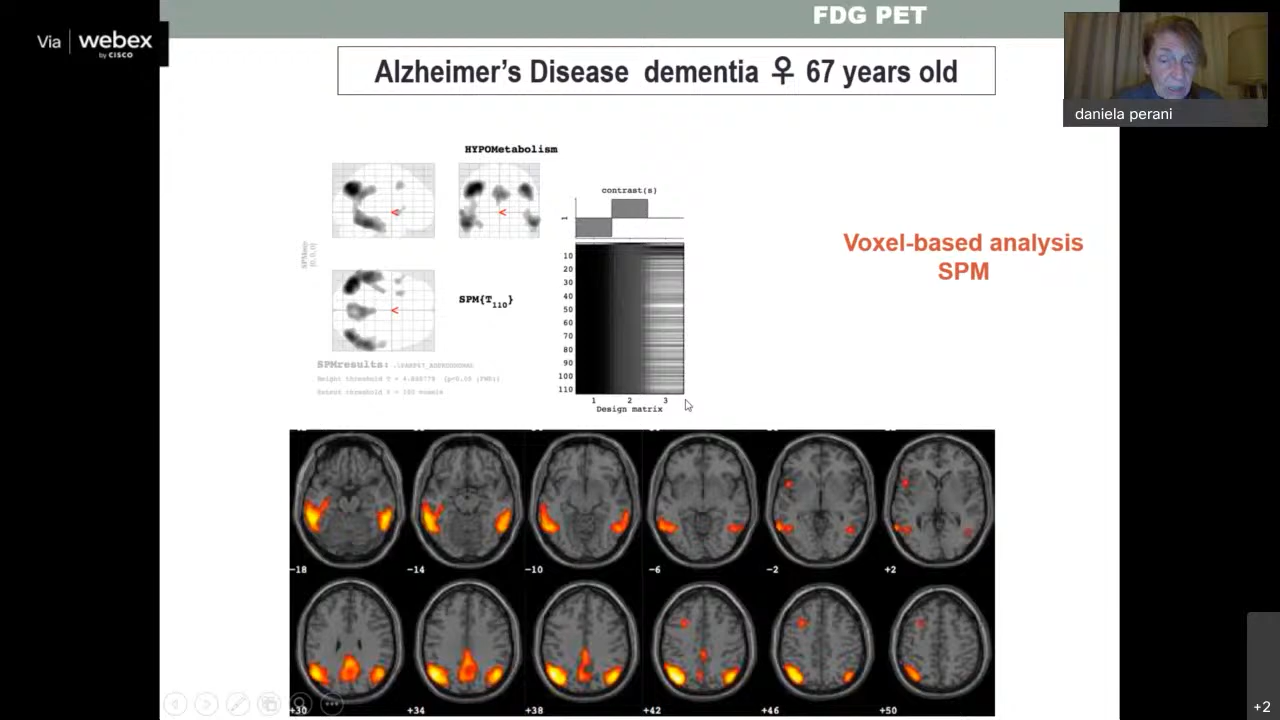 FDG PET
Via webex
by CISCO
Alzheimer's Disease dementia ♀ 67 years old
daniela perani
HYPOMetabolism
contrast(s)
1
Voxel-based analysis
SPM
SPM{T110}
10
20
30
40
50
60
70
80
90
100
110
1 2 3
Design matrix
SPMresults:
-18 -14 -10 -6 -2 +2
+30 +34 +38 +42 +46 +50
+2